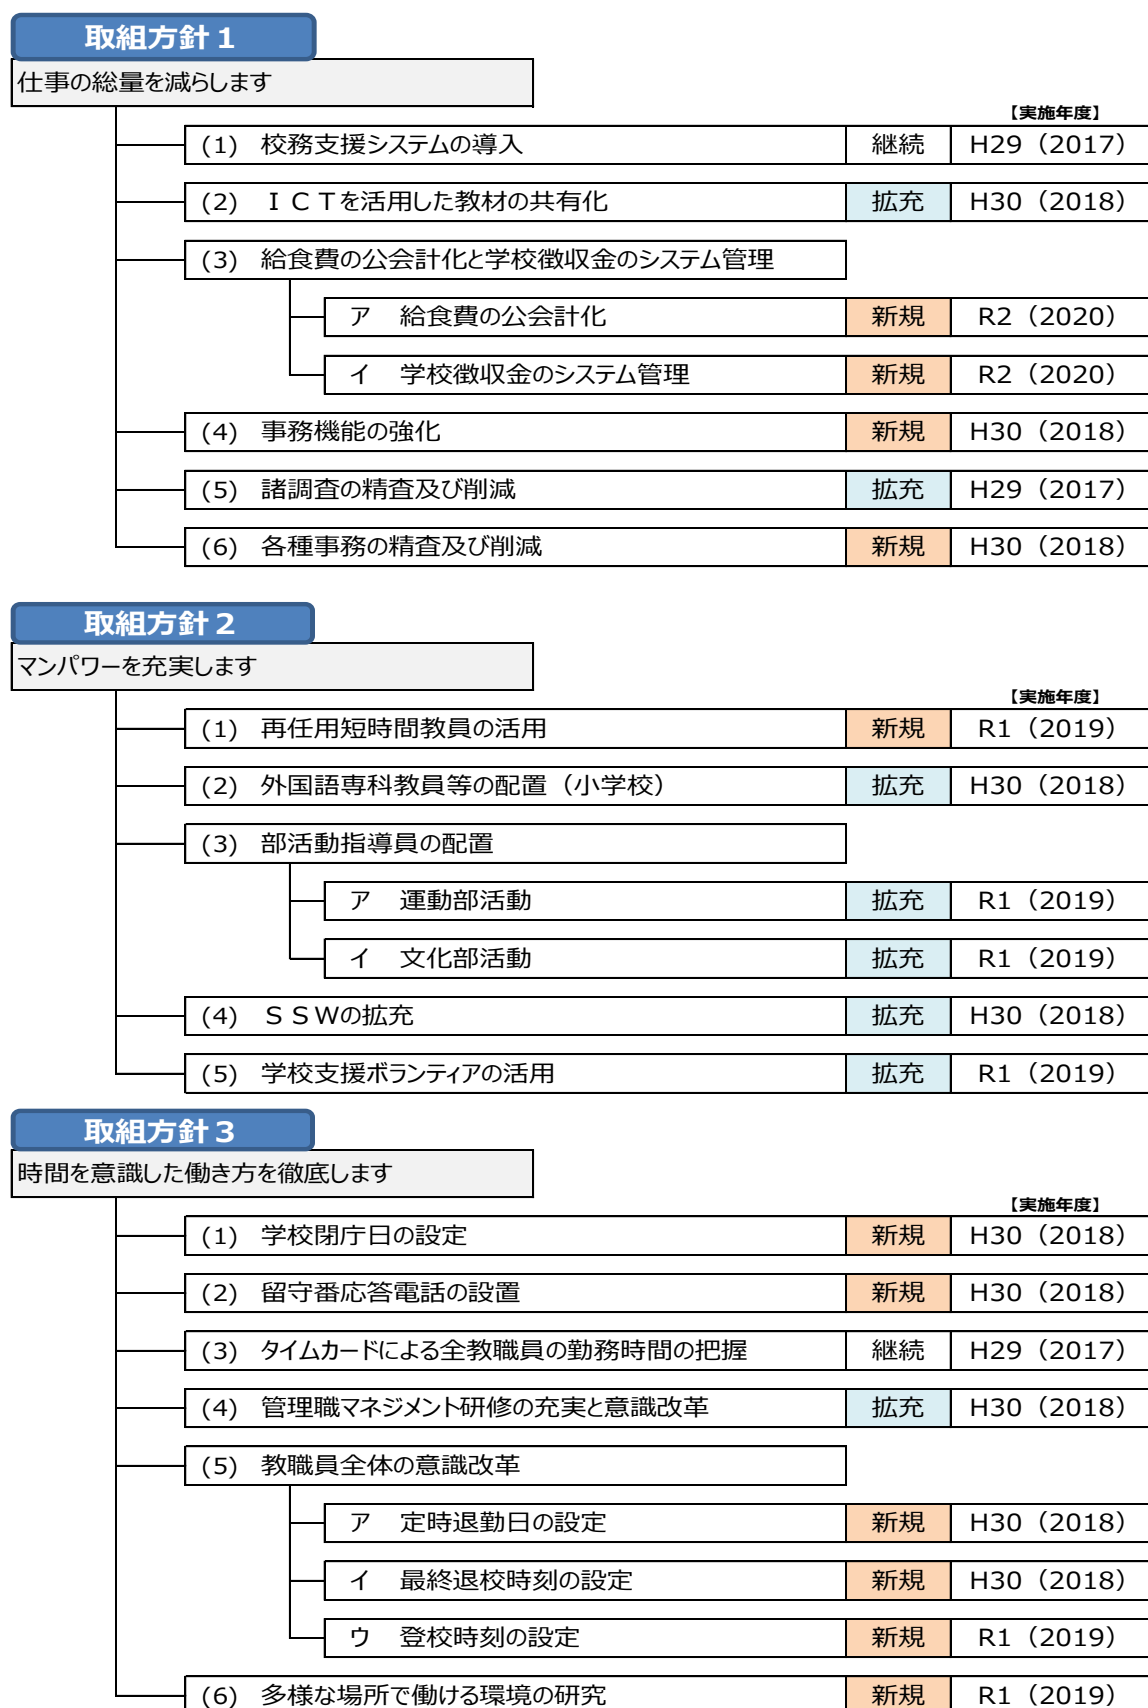 取組方針１
仕事の総量を減らします
【実施年度】
(1) 校務支援システムの導入 継続 H29（2017）
(2) ＩＣＴを活用した教材の共有化 拡充 H30（2018）
(3) 給食費の公会計化と学校徴収金のシステム管理
ア 給食費の公会計化 新規 R2（2020）
イ 学校徴収金のシステム管理 新規 R2（2020）
(4) 事務機能の強化 新規 H30（2018）
(5) 諸調査の精査及び削減 拡充 H29（2017）
(6) 各種事務の精査及び削減 新規 H30（2018）
取組方針２
マンパワーを充実します
【実施年度】
(1) 再任用短時間教員の活用 新規 R1（2019）
(2) 外国語専科教員等の配置（小学校） 拡充 H30（2018）
(3) 部活動指導員の配置
ア 運動部活動 拡充 R1（2019）
イ 文化部活動 拡充 R1（2019）
(4) ＳＳＷの拡充 拡充 H30（2018）
(5) 学校支援ボランティアの活用 拡充 R1（2019）
取組方針３
時間を意識した働き方を徹底します
【実施年度】
(1) 学校閉庁日の設定 新規 H30（2018）
(2) 留守番応答電話の設置 新規 H30（2018）
(3) タイムカードによる全教職員の勤務時間の把握 継続 H29（2017）
(4) 管理職マネジメント研修の充実と意識改革 拡充 H30（2018）
(5) 教職員全体の意識改革
ア 定時退勤日の設定 新規 H30（2018）
イ 最終退校時刻の設定 新規 H30（2018）
ウ 登校時刻の設定 新規 R1（2019）
(6) 多様な場所で働ける環境の研究 新規 R1（2019）